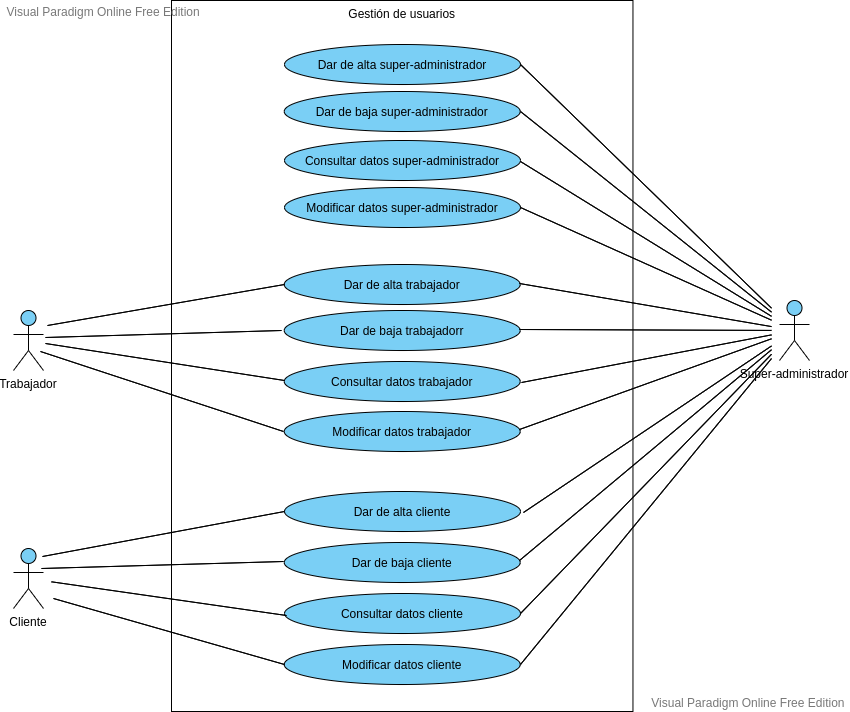 Visual Paradigm Online Free Edition
Gestión de usuarios
Dar de alta super-administrador
Dar de baja super-administrador
Consultar datos super-administrador
Modificar datos super-administrador
Dar de alta trabajador
Dar de baja trabajadorr
Consultar datos trabajador
Modificar datos trabajador
Trabajador
Super-administrador
Dar de alta cliente
Dar de baja cliente
Consultar datos cliente
Modificar datos cliente
Cliente
Visual Paradigm Online Free Edition